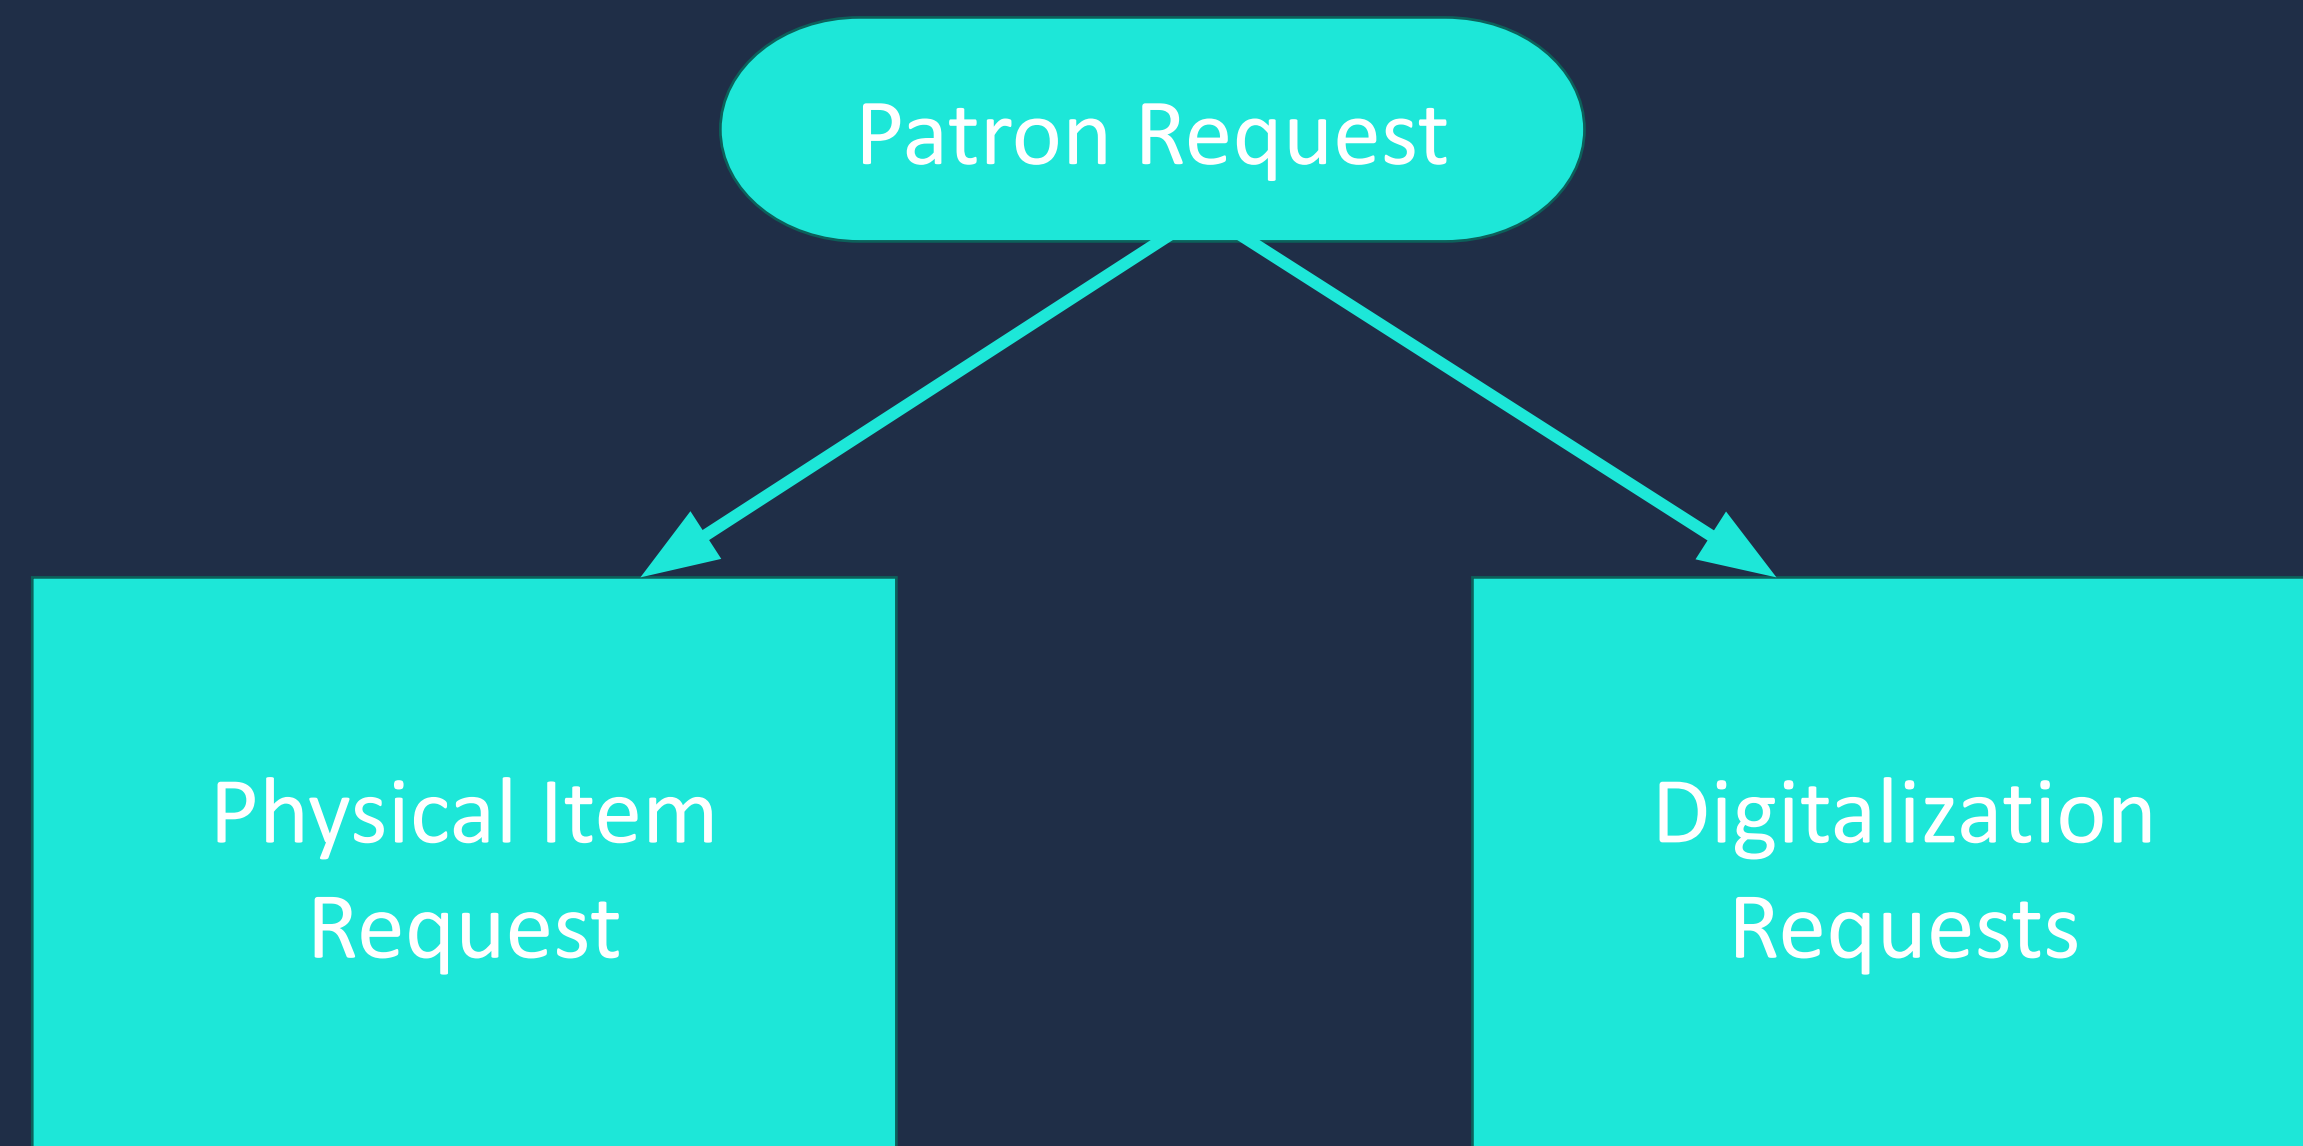 Patron Request
Physical Item
Request
Digitalization
Requests